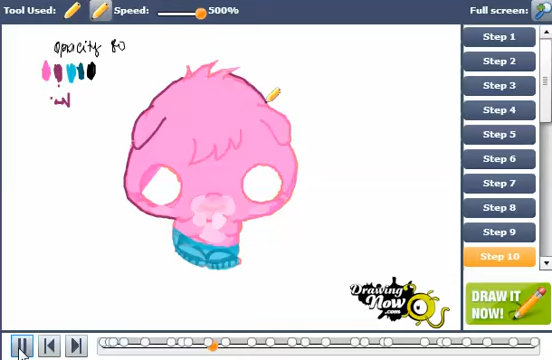 Tool Used:
Speed: 500%
Full screen:
Opacity 80
Step 1
Step 2
Step 3
Step 4
Step 5
Step 6
Step 7
Step 8
Step 9
Step 10
Drawing
Now.com
DRAW IT
NOW!